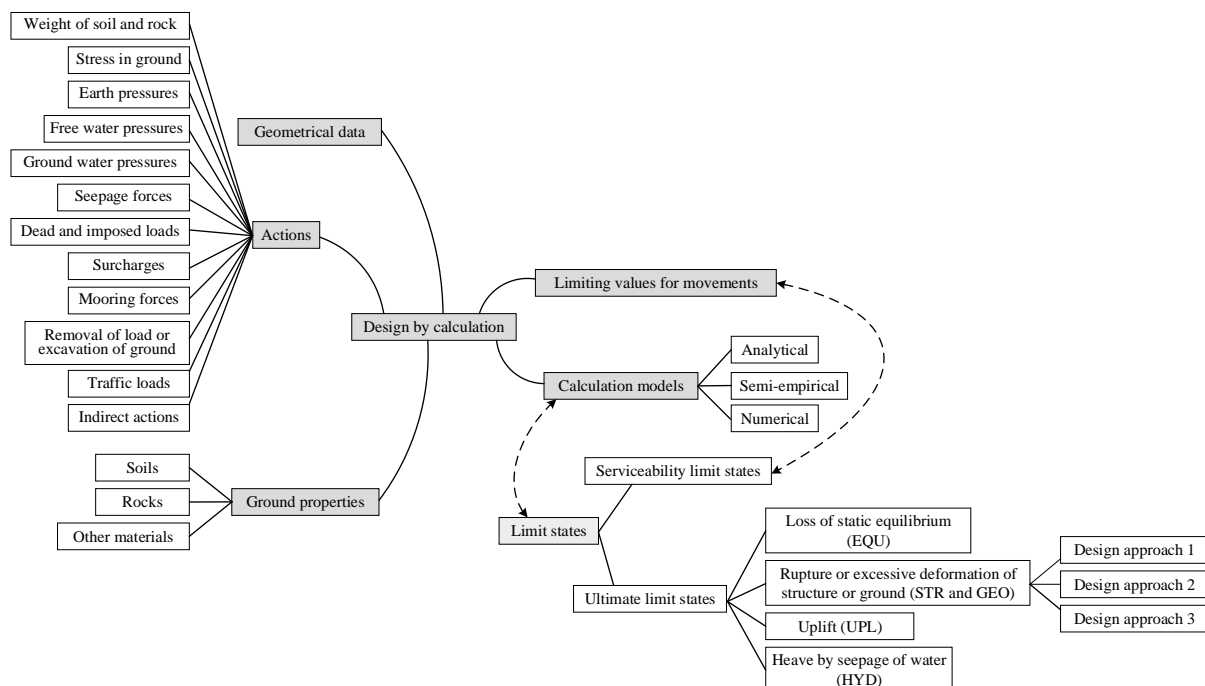 Weight of soil and rock
Stress in ground
Earth pressures
Free water pressures
Ground water pressures
Seepage forces
Dead and imposed loads
Surcharges
Mooring forces
Removal of load or
excavation of ground
Traffic loads
Indirect actions
Geometrical data
Actions
Design by calculation
Soils
Rocks
Other materials
Ground properties
Limiting values for movements
Calculation models
Analytical
Semi-empirical
Numerical
Serviceability limit states
Limit states
Ultimate limit states
Loss of static equilibrium
(EQU)
Rupture or excessive deformation of
structure or ground (STR and GEO)
Uplift (UPL)
Heave by seepage of water
(HYD)
Design approach 1
Design approach 2
Design approach 3